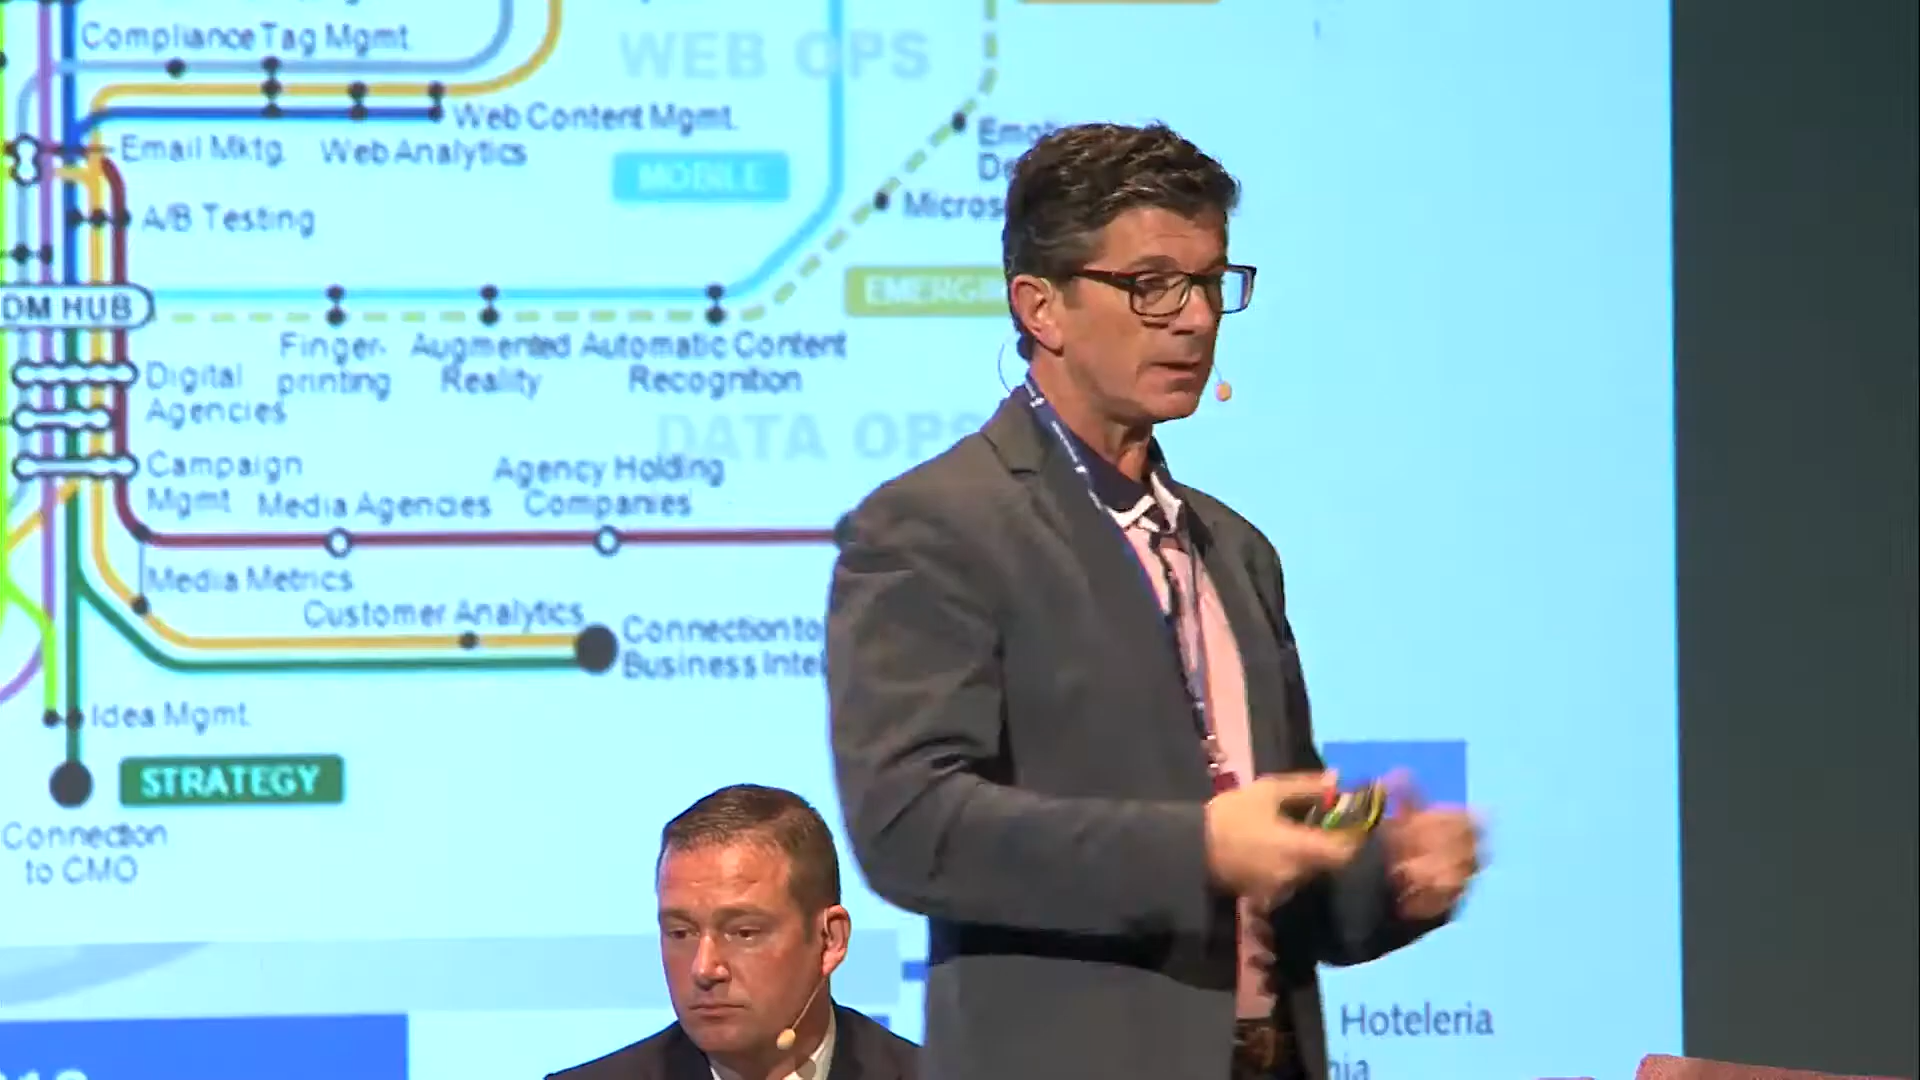 Compliance Tag Mgmt.
WEB OPS
Web Content Mgmt.
Email Mktg. Web Analytics
MOBILE
A/B Testing
DM HUB
Finger-
printing
Augmented
Reality
Automatic Content
Recognition
Digital
Agencies
DATA OPS
Campaign
Mgmt
Media Agencies
Agency Holding
Companies
Media Metrics
Customer Analytics
Connection to
Business Intel
Idea Mgmt.
STRATEGY
Connection
to CMO
Hoteleria